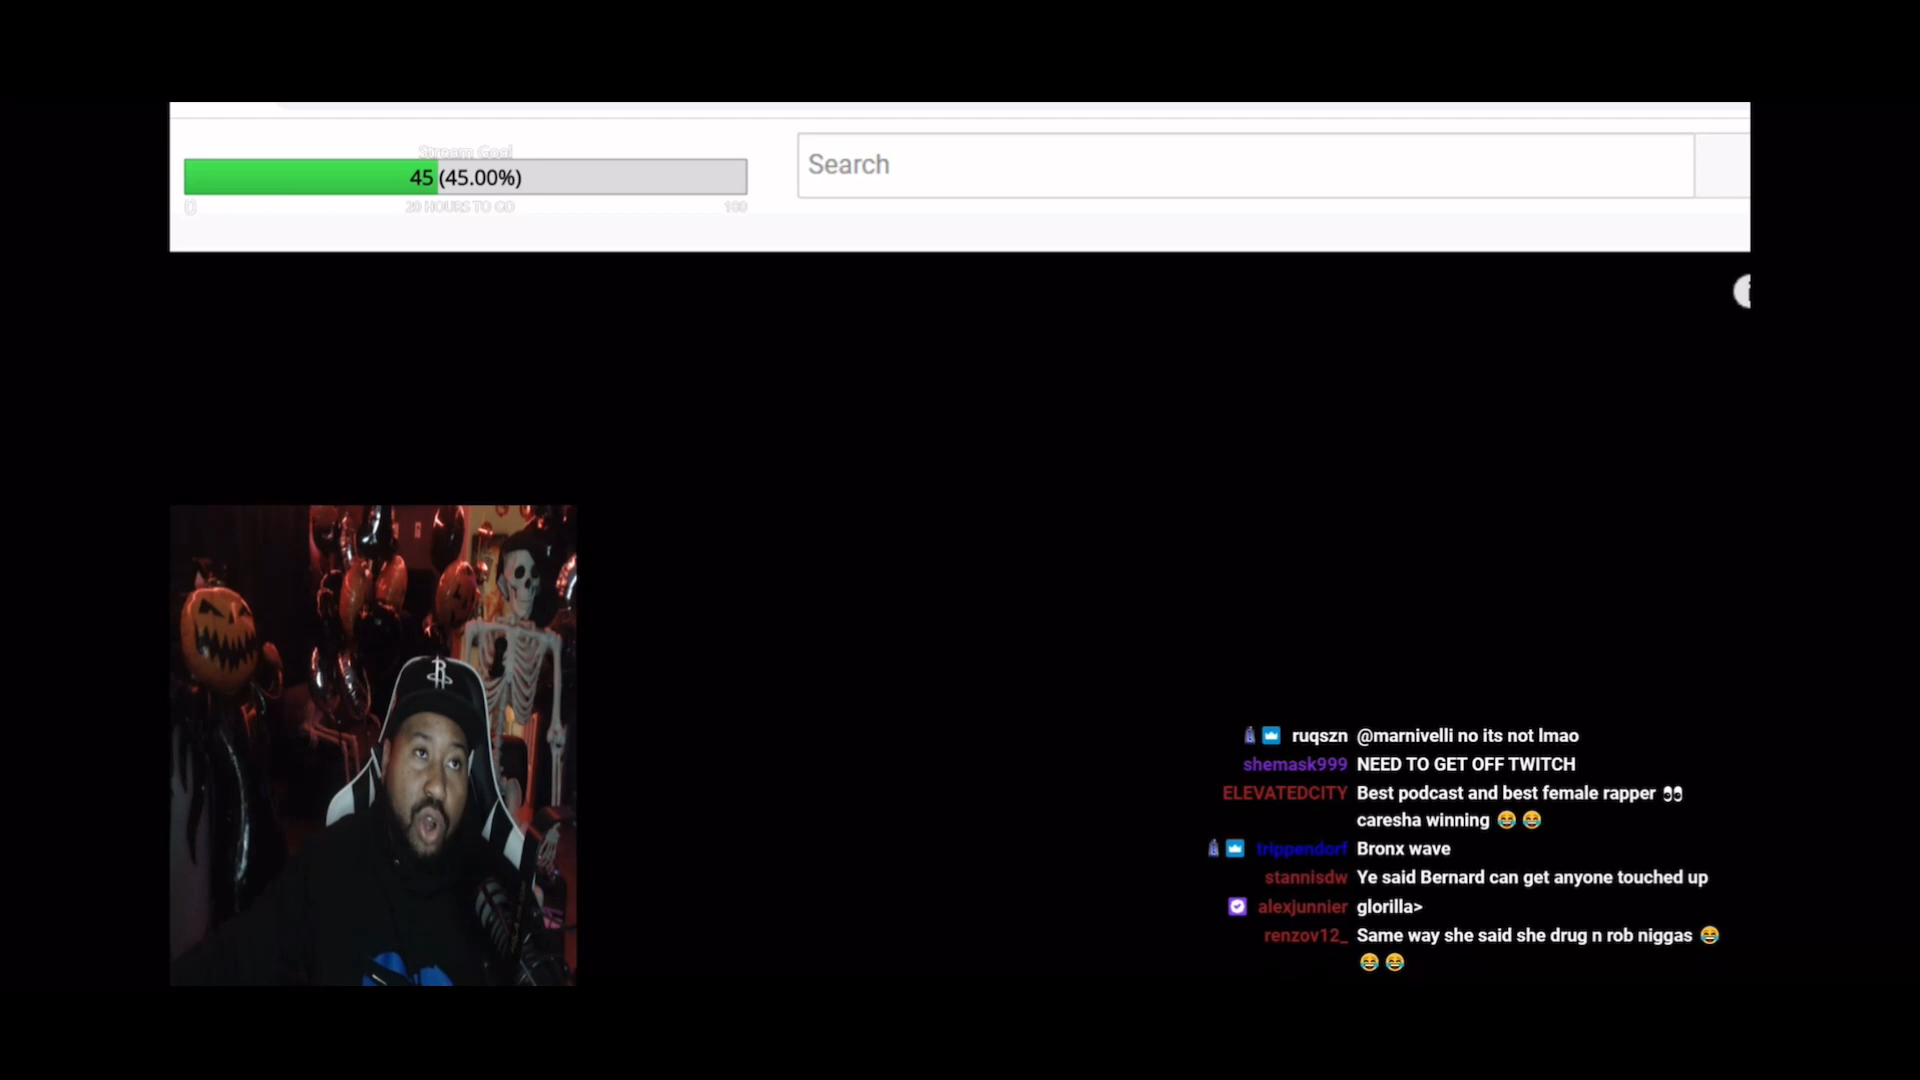 Stream Goal
45 (45.00%)
0 20 HOURS TO GO 100
Search
ruqszn @marnivelli no its not lmao
shemask999 NEED TO GET OFF TWITCH
ELEVATEDCITY Best podcast and best female rapper 👀
caresha winning 😂 😂
trippendorf Bronx wave
stannisdw Ye said Bernard can get anyone touched up
alexjunnier glorilla>
renzov12_ Same way she said she drug n rob niggas 😂
😂 😂